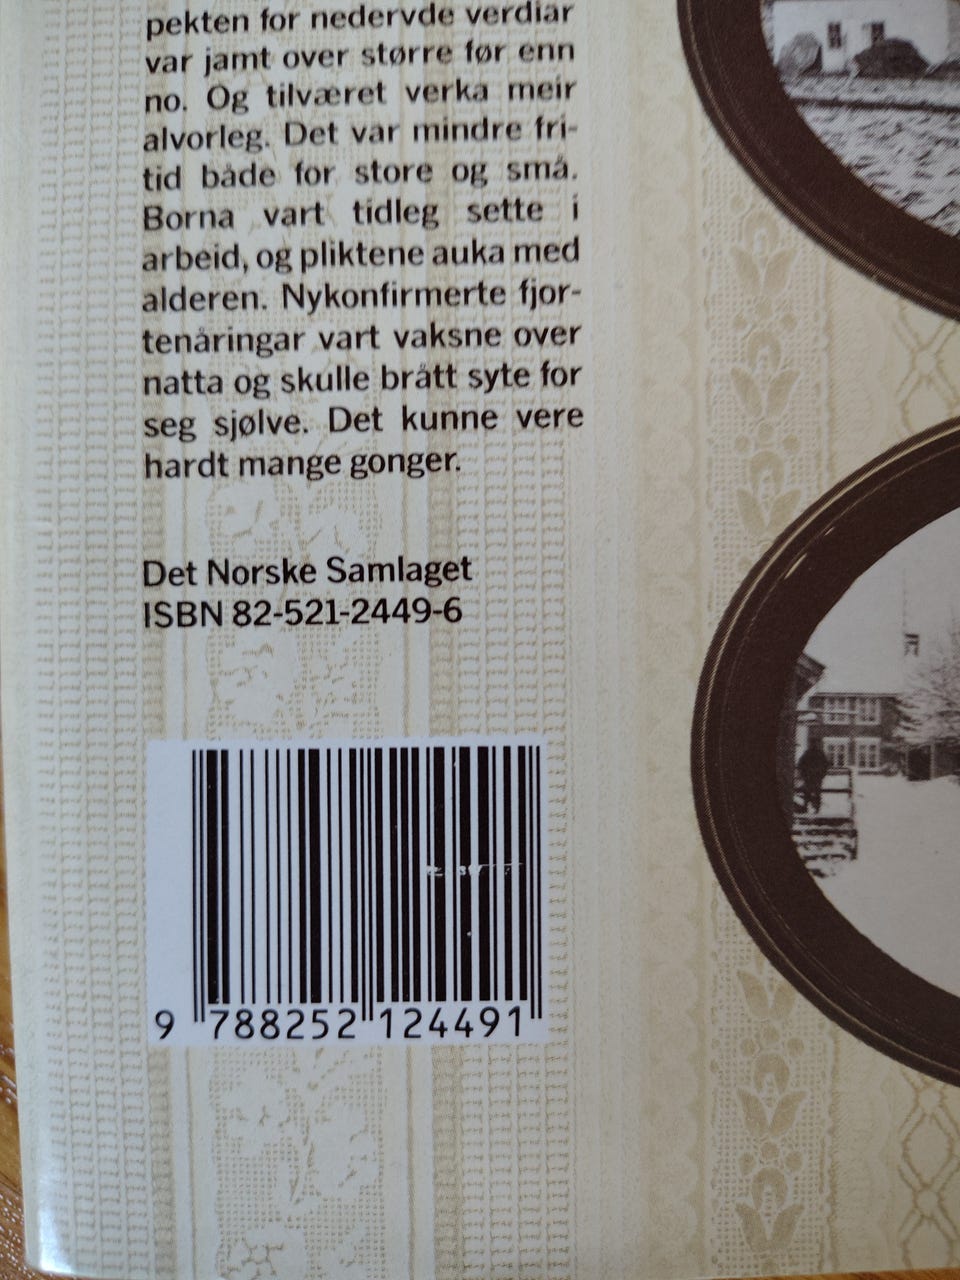 pekten for nedervde verdiar
var jamt over større før enn
no. Og tilværet verka meir
alvorleg. Det var mindre fri-
tid både for store og små.
Borna vart tidleg sette i
arbeid, og pliktene auka med
alderen. Nykonfirmerte fjor-
tenåringar vart vaksne over
natta og skulle brått syte for
seg sjølve. Det kunne vere
hardt mange gonger.
Det Norske Samlaget
ISBN 82-521-2449-6
9 788252 124491